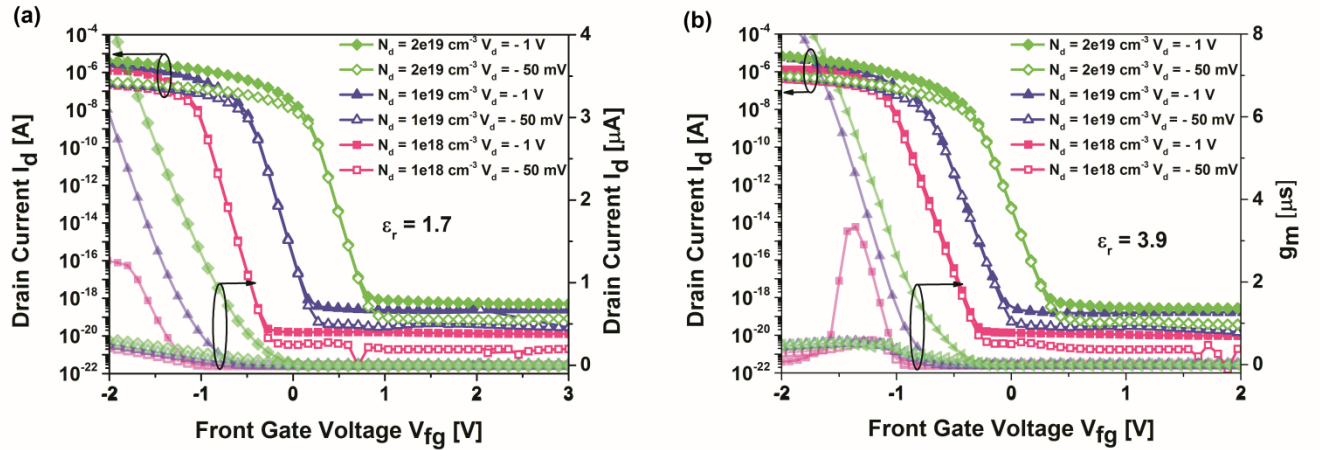 (a)
Drain Current I_d [A]
10^-4
10^-6
10^-8
10^-10
10^-12
10^-14
10^-16
10^-18
10^-20
10^-22
N_d = 2e19 cm^-3 V_d = - 1 V
N_d = 2e19 cm^-3 V_d = - 50 mV
N_d = 1e19 cm^-3 V_d = - 1 V
N_d = 1e19 cm^-3 V_d = - 50 mV
N_d = 1e18 cm^-3 V_d = - 1 V
N_d = 1e18 cm^-3 V_d = - 50 mV
ε_r = 1.7
4
3
2
1
0
Drain Current I_d [µA]
-2 -1 0 1 2 3
Front Gate Voltage V_fg [V]
(b)
Drain Current I_d [A]
10^-4
10^-6
10^-8
10^-10
10^-12
10^-14
10^-16
10^-18
10^-20
10^-22
N_d = 2e19 cm^-3 V_d = - 1 V
N_d = 2e19 cm^-3 V_d = - 50 mV
N_d = 1e19 cm^-3 V_d = - 1 V
N_d = 1e19 cm^-3 V_d = - 50 mV
N_d = 1e18 cm^-3 V_d = - 1 V
N_d = 1e18 cm^-3 V_d = - 50 mV
ε_r = 3.9
8
6
4
2
0
gm [µs]
-2 -1 0 1 2
Front Gate Voltage V_fg [V]